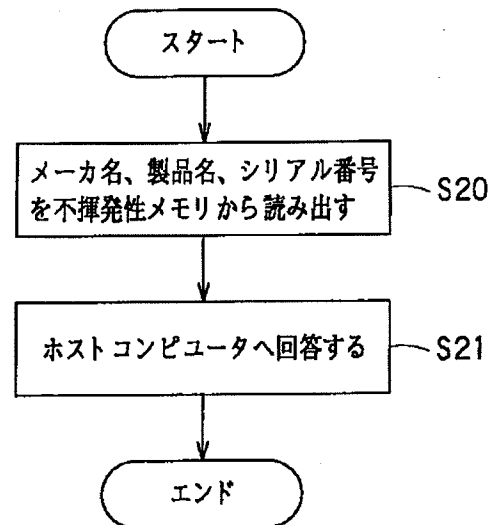 スタート
メーカ名、製品名、シリアル番号
を不揮発性メモリから読み出す
S20
ホストコンピュータへ回答する
S21
エンド